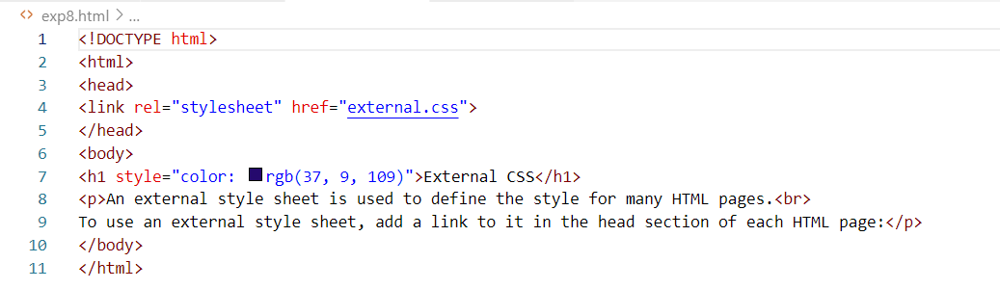 exp8.html > ...
1 <!DOCTYPE html>
2 <html>
3 <head>
4 <link rel="stylesheet" href="external.css">
5 </head>
6 <body>
7 <h1 style="color: rgb(37, 9, 109)">External CSS</h1>
8 <p>An external style sheet is used to define the style for many HTML pages.<br>
9 To use an external style sheet, add a link to it in the head section of each HTML page:</p>
10 </body>
11 </html>